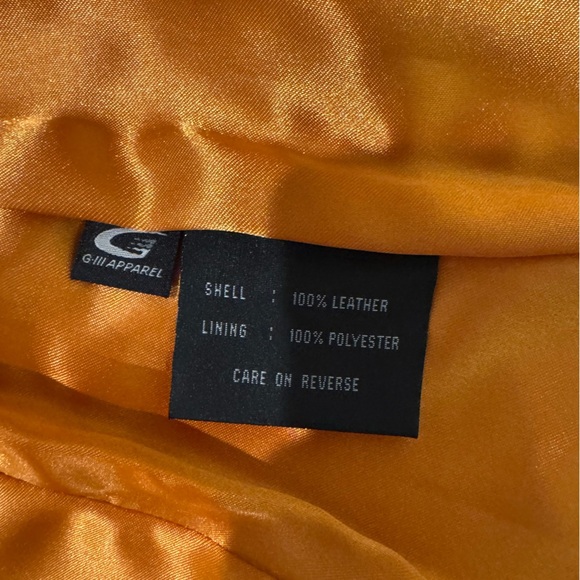 G-III APPAREL
SHELL : 100% LEATHER
LINING : 100% POLYESTER
CARE ON REVERSE